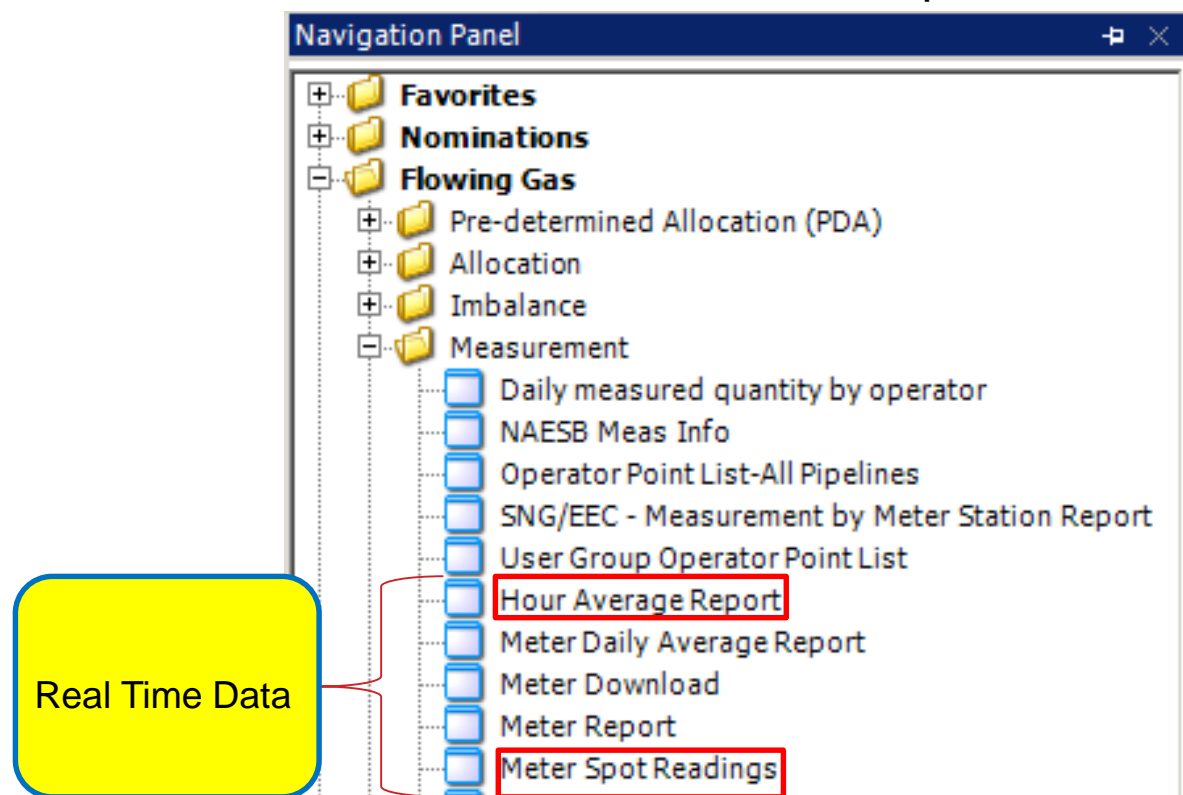 Navigation Panel
Favorites
Nominations
Flowing Gas
Pre-determined Allocation (PDA)
Allocation
Imbalance
Measurement
Daily measured quantity by operator
NAESB Meas Info
Operator Point List-All Pipelines
SNG/EEC - Measurement by Meter Station Report
User Group Operator Point List
Hour Average Report
Meter Daily Average Report
Meter Download
Meter Report
Meter Spot Readings
Real Time Data